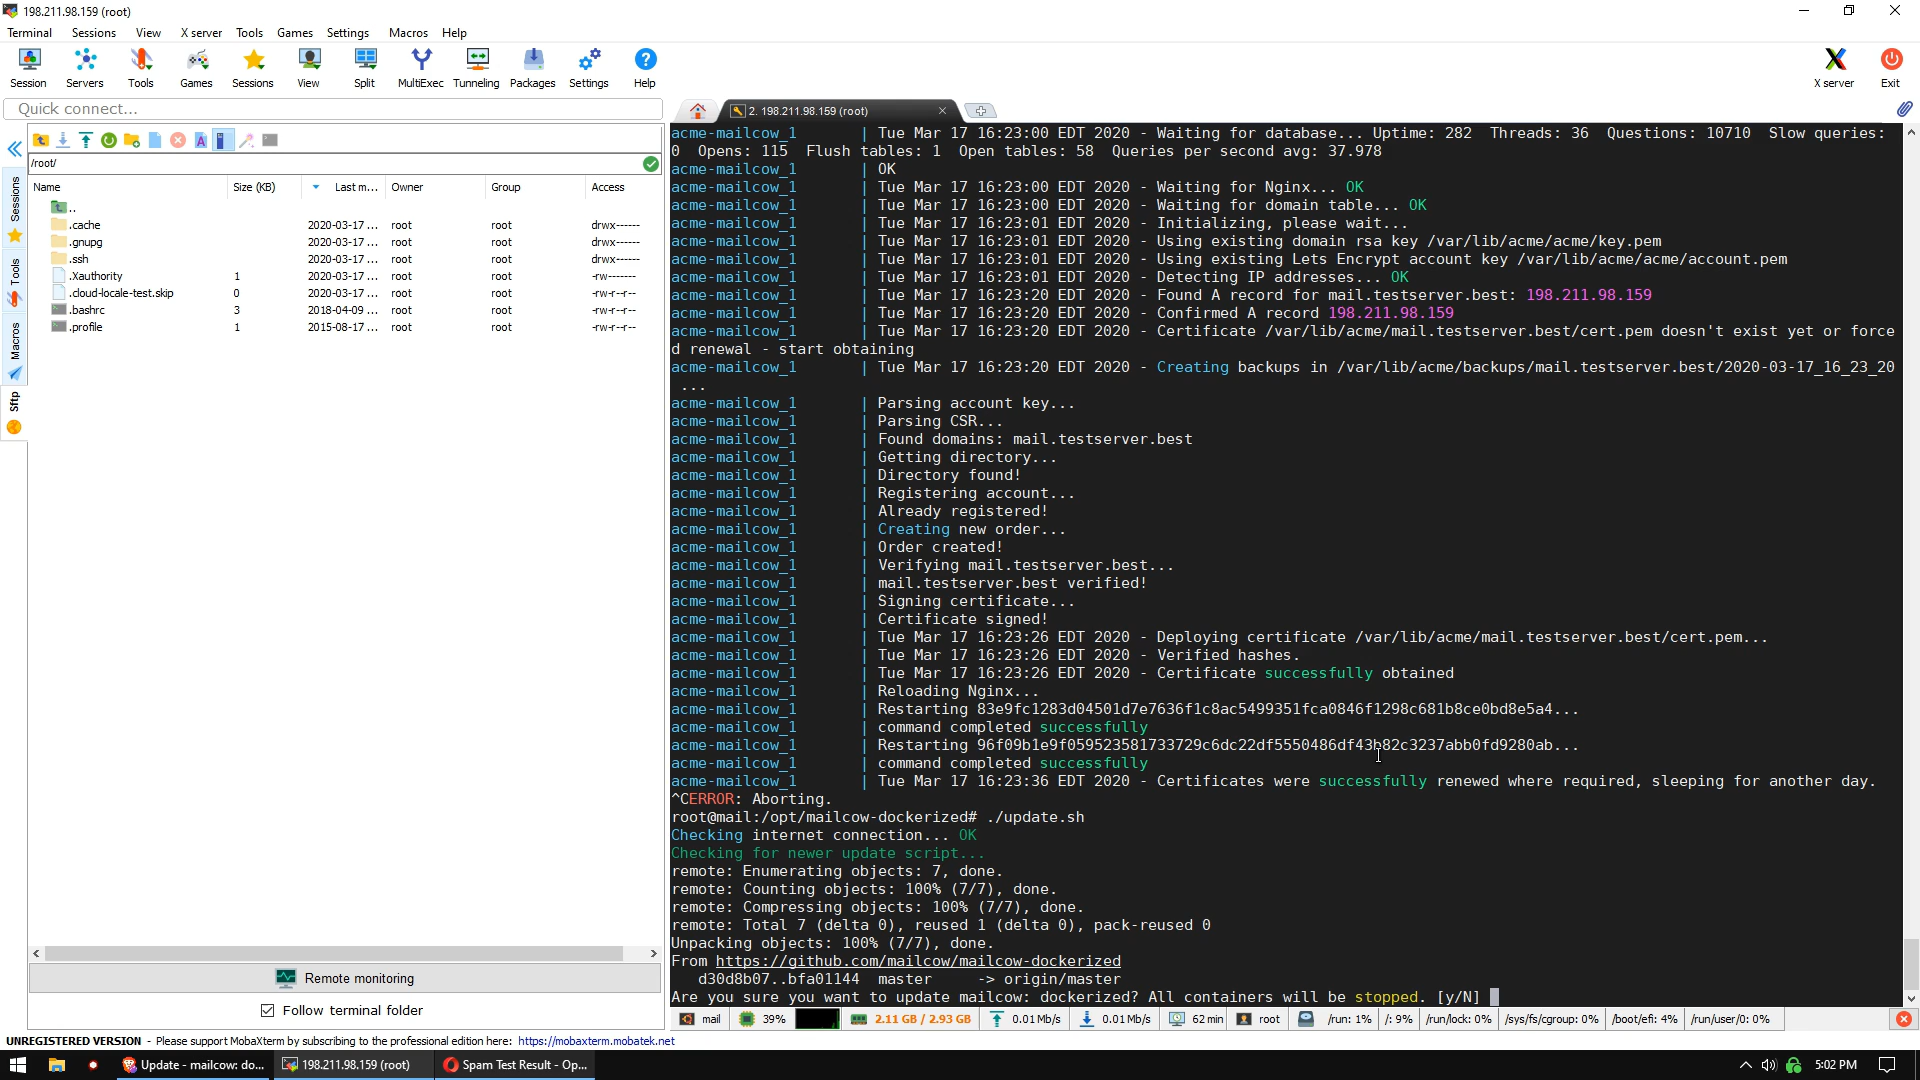 198.211.98.159 (root)
Terminal Sessions View X server Tools Games Settings Macros Help
Session Servers Tools Games Sessions View Split MultiExec Tunneling Packages Settings Help X server Exit
Quick connect...
2. 198.211.98.159 (root)
/root/
Name Size (KB) Last m... Owner Group Access
..
.cache 2020-03-17 ... root root drwx------
.gnupg 2020-03-17 ... root root drwx------
.ssh 2020-03-17 ... root root drwx------
.Xauthority 1 2020-03-17 ... root root -rw-------
.cloud-locale-test.skip 0 2020-03-17 ... root root -rw-r--r--
.bashrc 3 2018-04-09 ... root root -rw-r--r--
.profile 1 2015-08-17 ... root root -rw-r--r--
Sessions
Tools
Macros
Sftp
Remote monitoring
Follow terminal folder
acme-mailcow_1 | Tue Mar 17 16:23:00 EDT 2020 - Waiting for database... Uptime: 282 Threads: 36 Questions: 10710 Slow queries:
0 Opens: 115 Flush tables: 1 Open tables: 58 Queries per second avg: 37.978
acme-mailcow_1 | OK
acme-mailcow_1 | Tue Mar 17 16:23:00 EDT 2020 - Waiting for Nginx... OK
acme-mailcow_1 | Tue Mar 17 16:23:00 EDT 2020 - Waiting for domain table... OK
acme-mailcow_1 | Tue Mar 17 16:23:01 EDT 2020 - Initializing, please wait...
acme-mailcow_1 | Tue Mar 17 16:23:01 EDT 2020 - Using existing domain rsa key /var/lib/acme/acme/key.pem
acme-mailcow_1 | Tue Mar 17 16:23:01 EDT 2020 - Using existing Lets Encrypt account key /var/lib/acme/acme/account.pem
acme-mailcow_1 | Tue Mar 17 16:23:01 EDT 2020 - Detecting IP addresses... OK
acme-mailcow_1 | Tue Mar 17 16:23:20 EDT 2020 - Found A record for mail.testserver.best: 198.211.98.159
acme-mailcow_1 | Tue Mar 17 16:23:20 EDT 2020 - Confirmed A record 198.211.98.159
acme-mailcow_1 | Tue Mar 17 16:23:20 EDT 2020 - Certificate /var/lib/acme/mail.testserver.best/cert.pem doesn't exist yet or force
d renewal - start obtaining
acme-mailcow_1 | Tue Mar 17 16:23:20 EDT 2020 - Creating backups in /var/lib/acme/backups/mail.testserver.best/2020-03-17_16_23_20
...
acme-mailcow_1 | Parsing account key...
acme-mailcow_1 | Parsing CSR...
acme-mailcow_1 | Found domains: mail.testserver.best
acme-mailcow_1 | Getting directory...
acme-mailcow_1 | Directory found!
acme-mailcow_1 | Registering account...
acme-mailcow_1 | Already registered!
acme-mailcow_1 | Creating new order...
acme-mailcow_1 | Order created!
acme-mailcow_1 | Verifying mail.testserver.best...
acme-mailcow_1 | mail.testserver.best verified!
acme-mailcow_1 | Signing certificate...
acme-mailcow_1 | Certificate signed!
acme-mailcow_1 | Tue Mar 17 16:23:26 EDT 2020 - Deploying certificate /var/lib/acme/mail.testserver.best/cert.pem...
acme-mailcow_1 | Tue Mar 17 16:23:26 EDT 2020 - Verified hashes.
acme-mailcow_1 | Tue Mar 17 16:23:26 EDT 2020 - Certificate successfully obtained
acme-mailcow_1 | Reloading Nginx...
acme-mailcow_1 | Restarting 83e9fc1283d04501d7e7636f1c8ac5499351fca0846f1298c681b8ce0bd8e5a4...
acme-mailcow_1 | command completed successfully
acme-mailcow_1 | Restarting 96f09b1e9f059523581733729c6dc22df5550486df43b82c3237abb0fd9280ab...
acme-mailcow_1 | command completed successfully
acme-mailcow_1 | Tue Mar 17 16:23:36 EDT 2020 - Certificates were successfully renewed where required, sleeping for another day.
^CERROR: Aborting.
root@mail:/opt/mailcow-dockerized# ./update.sh
Checking internet connection... OK
Checking for newer update script...
remote: Enumerating objects: 7, done.
remote: Counting objects: 100% (7/7), done.
remote: Compressing objects: 100% (7/7), done.
remote: Total 7 (delta 0), reused 1 (delta 0), pack-reused 0
Unpacking objects: 100% (7/7), done.
From https://github.com/mailcow/mailcow-dockerized
d30d8b07..bfa01144 master -> origin/master
Are you sure you want to update mailcow: dockerized? All containers will be stopped. [y/N]
mail 39% 2.11 GB / 2.93 GB 0.01 Mb/s 0.01 Mb/s 62 min root /run: 1% /: 9% /run/lock: 0% /sys/fs/cgroup: 0% /boot/efi: 4% /run/user/0: 0%
UNREGISTERED VERSION - Please support MobaXterm by subscribing to the professional edition here: https://mobaxterm.mobatek.net
Update - mailcow: do... 198.211.98.159 (root) Spam Test Result - Op... 5:02 PM